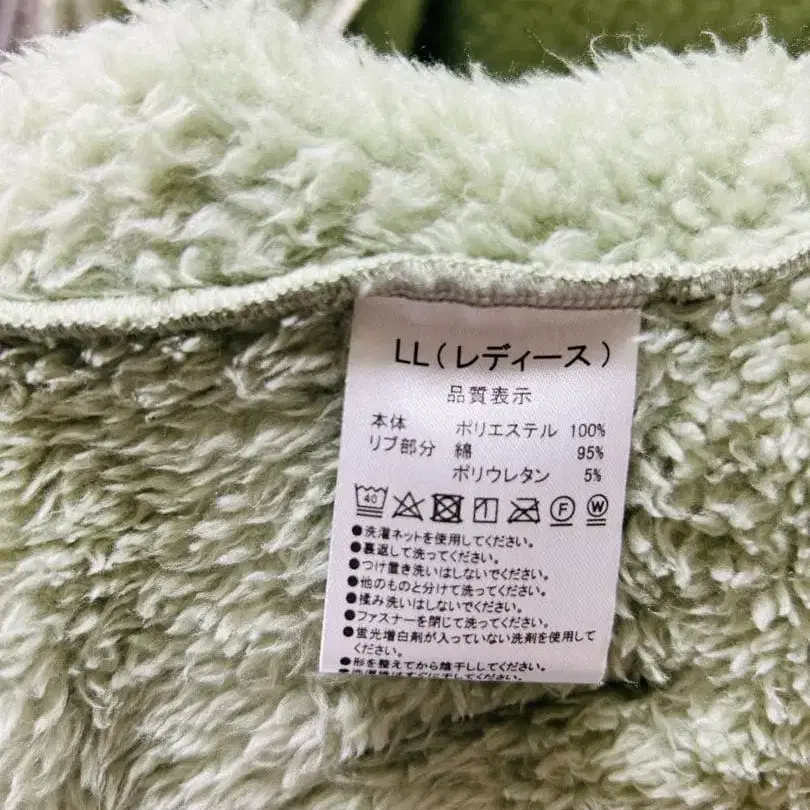 LL(レディース)
品質表示
本体 ポリエステル 100%
リブ部分 綿 95%
ポリウレタン 5%
40 F W
●洗濯ネットを使用してください。
●裏返して洗ってください。
●つけ置き洗いはしないでください。
●他のものと分けて洗ってください。
●揉み洗いはしないでください。
●ファスナーを閉じて洗ってください。
●蛍光増白剤が入っていない洗剤を使用して
ください。
●形を整えてから陰干ししてください。